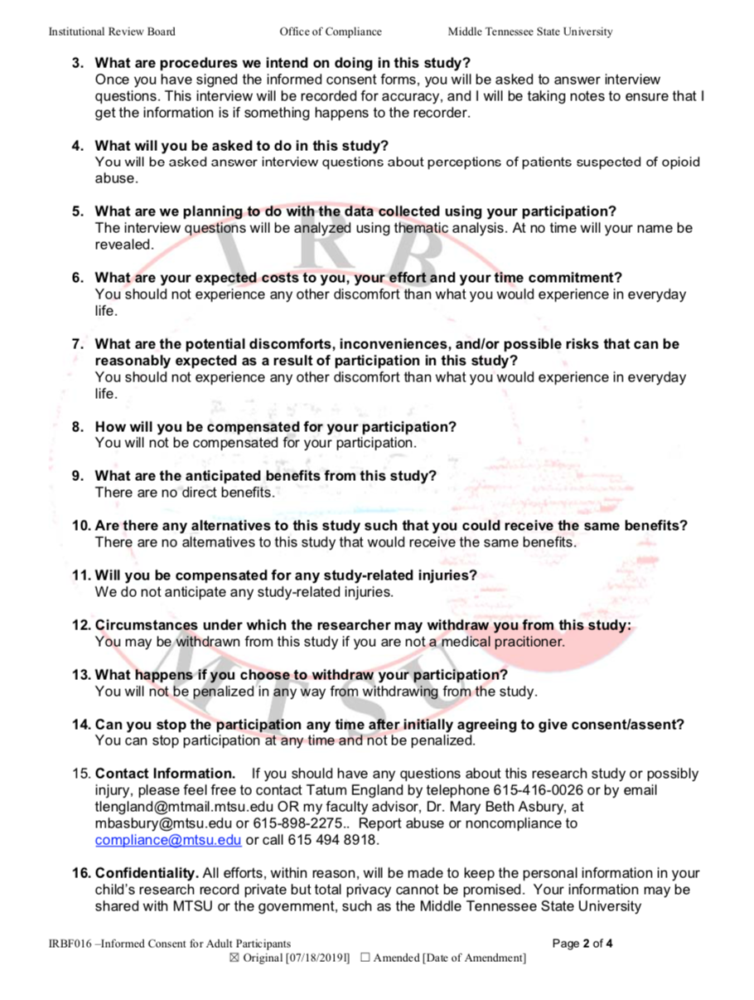 Institutional Review Board Office of Compliance Middle Tennessee State University
3. What are procedures we intend on doing in this study?
Once you have signed the informed consent forms, you will be asked to answer interview
questions. This interview will be recorded for accuracy, and I will be taking notes to ensure that I
get the information is if something happens to the recorder.
4. What will you be asked to do in this study?
You will be asked answer interview questions about perceptions of patients suspected of opioid
abuse.
5. What are we planning to do with the data collected using your participation?
The interview questions will be analyzed using thematic analysis. At no time will your name be
revealed.
6. What are your expected costs to you, your effort and your time commitment?
You should not experience any other discomfort than what you would experience in everyday
life.
7. What are the potential discomforts, inconveniences, and/or possible risks that can be
reasonably expected as a result of participation in this study?
You should not experience any other discomfort than what you would experience in everyday
life.
8. How will you be compensated for your participation?
You will not be compensated for your participation.
9. What are the anticipated benefits from this study?
There are no direct benefits.
10. Are there any alternatives to this study such that you could receive the same benefits?
There are no alternatives to this study that would receive the same benefits.
11. Will you be compensated for any study-related injuries?
We do not anticipate any study-related injuries.
12. Circumstances under which the researcher may withdraw you from this study:
You may be withdrawn from this study if you are not a medical pracitioner.
13. What happens if you choose to withdraw your participation?
You will not be penalized in any way from withdrawing from the study.
14. Can you stop the participation any time after initially agreeing to give consent/assent?
You can stop participation at any time and not be penalized.
15. Contact Information. If you should have any questions about this research study or possibly
injury, please feel free to contact Tatum England by telephone 615-416-0026 or by email
tlengland@mtmail.mtsu.edu OR my faculty advisor, Dr. Mary Beth Asbury, at
mbasbury@mtsu.edu or 615-898-2275.. Report abuse or noncompliance to
compliance@mtsu.edu or call 615 494 8918.
16. Confidentiality. All efforts, within reason, will be made to keep the personal information in your
child's research record private but total privacy cannot be promised. Your information may be
shared with MTSU or the government, such as the Middle Tennessee State University
IRBF016 –Informed Consent for Adult Participants Page 2 of 4
☒ Original [07/18/2019l] ☐ Amended [Date of Amendment]
IRB
MTSU